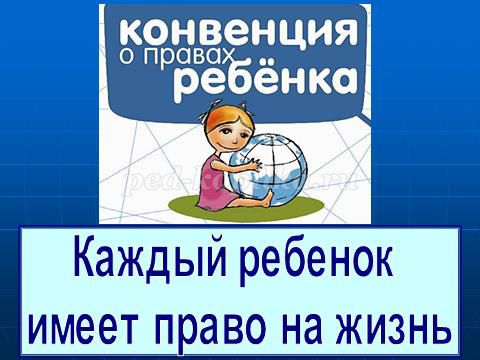 конвенция
о правах
ребёнка
Каждый ребенок
имеет право на жизнь